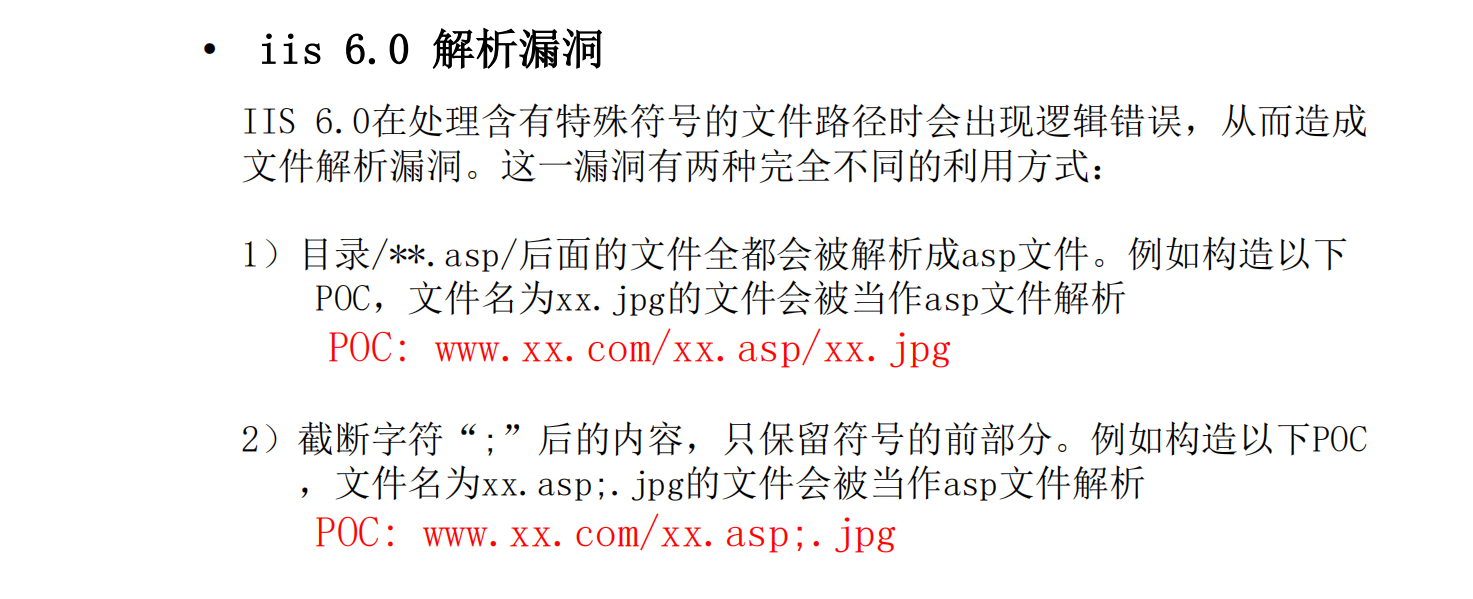 • iis 6.0 解析漏洞
IIS 6.0在处理含有特殊符号的文件路径时会出现逻辑错误，从而造成
文件解析漏洞。这一漏洞有两种完全不同的利用方式：
1）目录/**.asp/后面的文件全都会被解析成asp文件。例如构造以下
POC，文件名为xx.jpg的文件会被当作asp文件解析
POC: www.xx.com/xx.asp/xx.jpg
2）截断字符“;”后的内容，只保留符号的前部分。例如构造以下POC
，文件名为xx.asp;.jpg的文件会被当作asp文件解析
POC: www.xx.com/xx.asp;.jpg